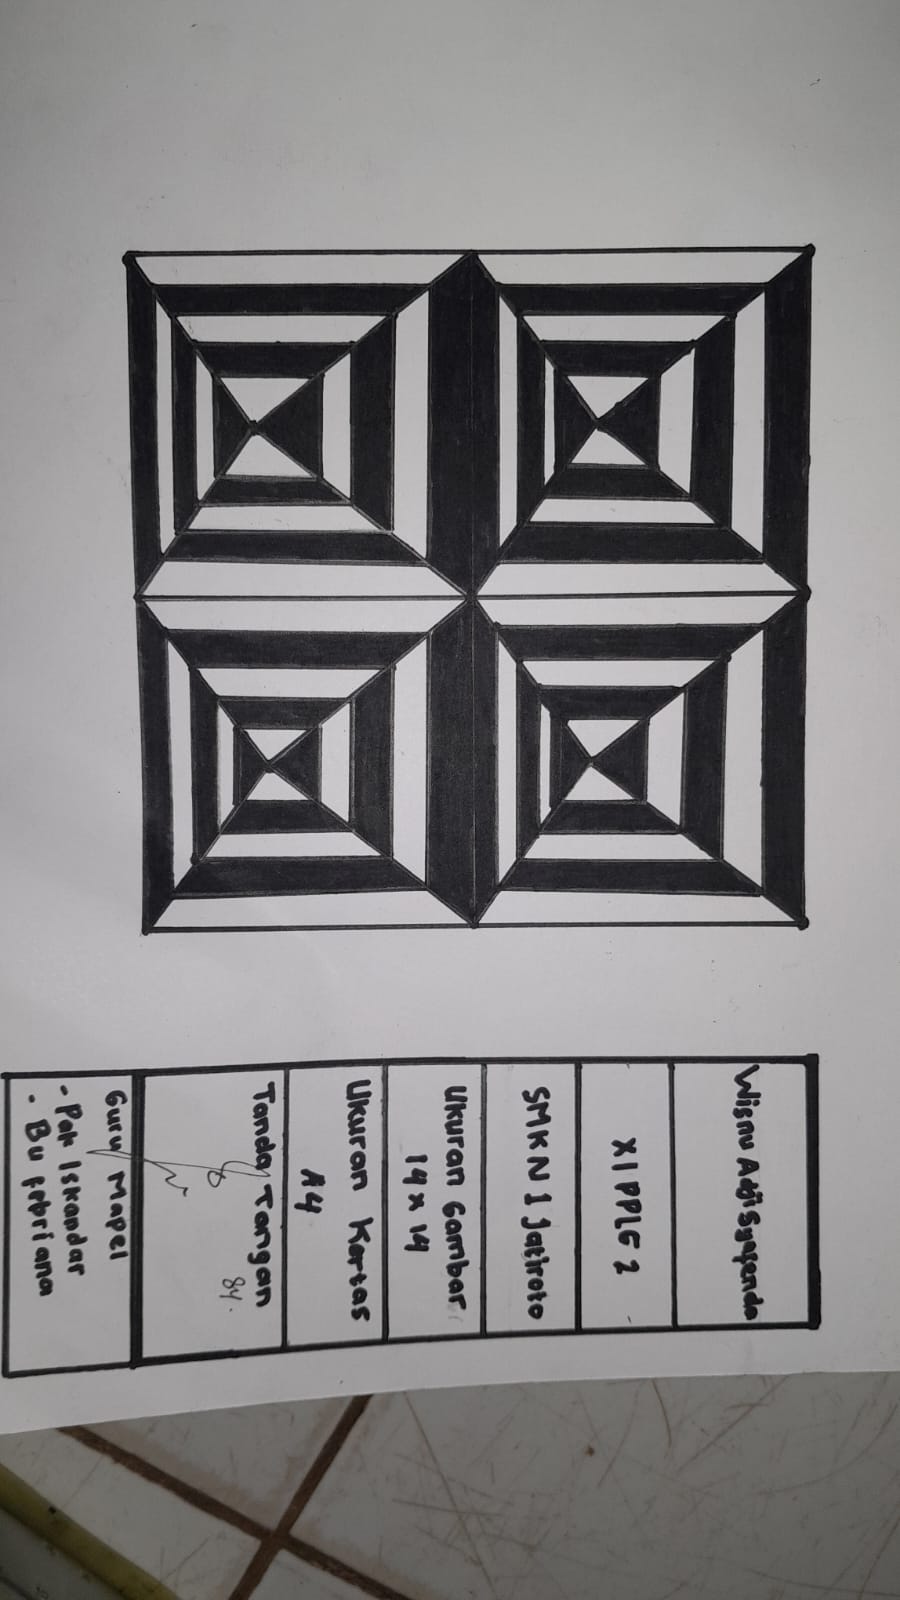 Wisnu Adji Syafendo
XI PPLG 2
SMKN 1 Jatiroto
Ukuran Gambar
14 x 14
Ukuran Kertas
A4
Tanda Tangan
84.
Guru Mapel
- Pak Iskandar
- Bu Febriana